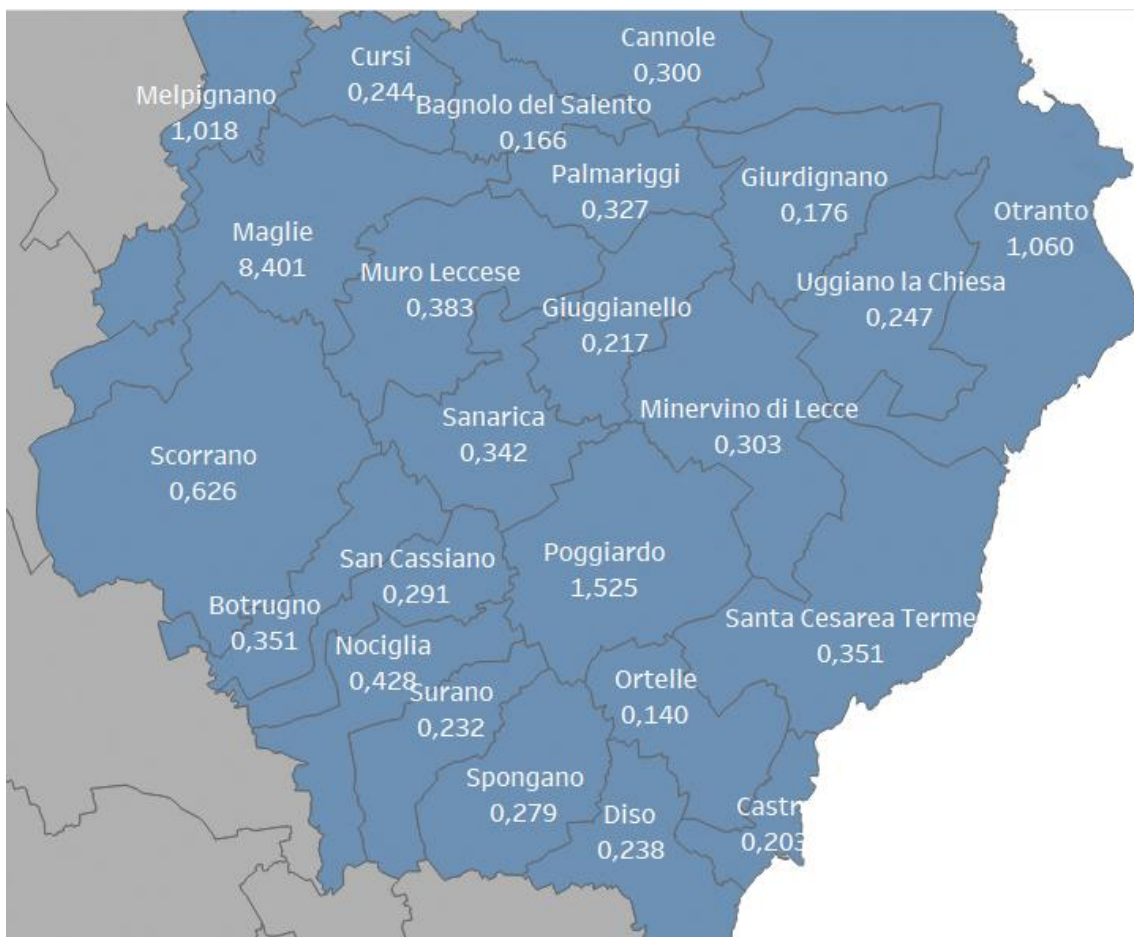 Cursi
0,244
Cannole
0,300
Melpignano
1,018
Bagnolo del Salento
0,166
Palmariggi
0,327
Giurdignano
0,176
Otranto
1,060
Maglie
8,401
Muro Leccese
0,383
Uggiano la Chiesa
0,247
Giuggianello
0,217
Sanarica
0,342
Minervino di Lecce
0,303
Scorrano
0,626
San Cassiano
0,291
Poggiardo
1,525
Botrugno
0,351
Santa Cesarea Terme
0,351
Nociglia
0,428
Surano
0,232
Ortelle
0,140
Spongano
0,279
Diso
0,238
Castr
0,203